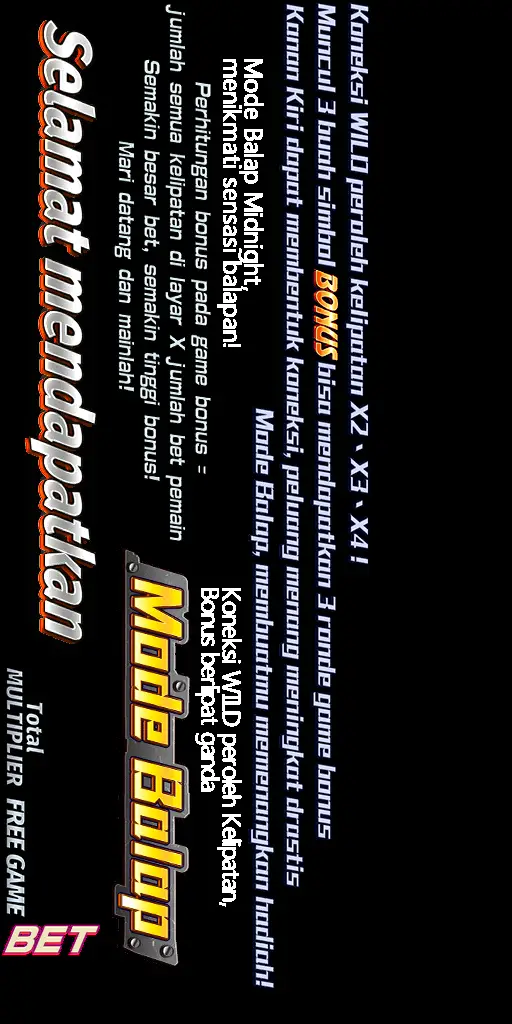 Koneksi WILD peroleh kelipatan X2、X3、X4 !
Muncul 3 buah simbol BONUS bisa mendapatkan 3 ronde game bonus
Kanan Kiri dapat membentuk koneksi, peluang menang meningkat drastis
Mode Balap, membuatmu memenangkan hadiah!
Mode Balap Midnight,
menikmati sensasi balapan!
Koneksi WILD peroleh Kelipatan,
Bonus berlipat ganda
Perhitungan bonus pada game bonus =
jumlah semua kelipatan di layar X jumlah bet pemain
Semakin besar bet, semakin tinggi bonus!
Mari datang dan mainlah!
Mode Balap
Selamat mendapatkan
Total
MULTIPLIER
FREE GAME
BET